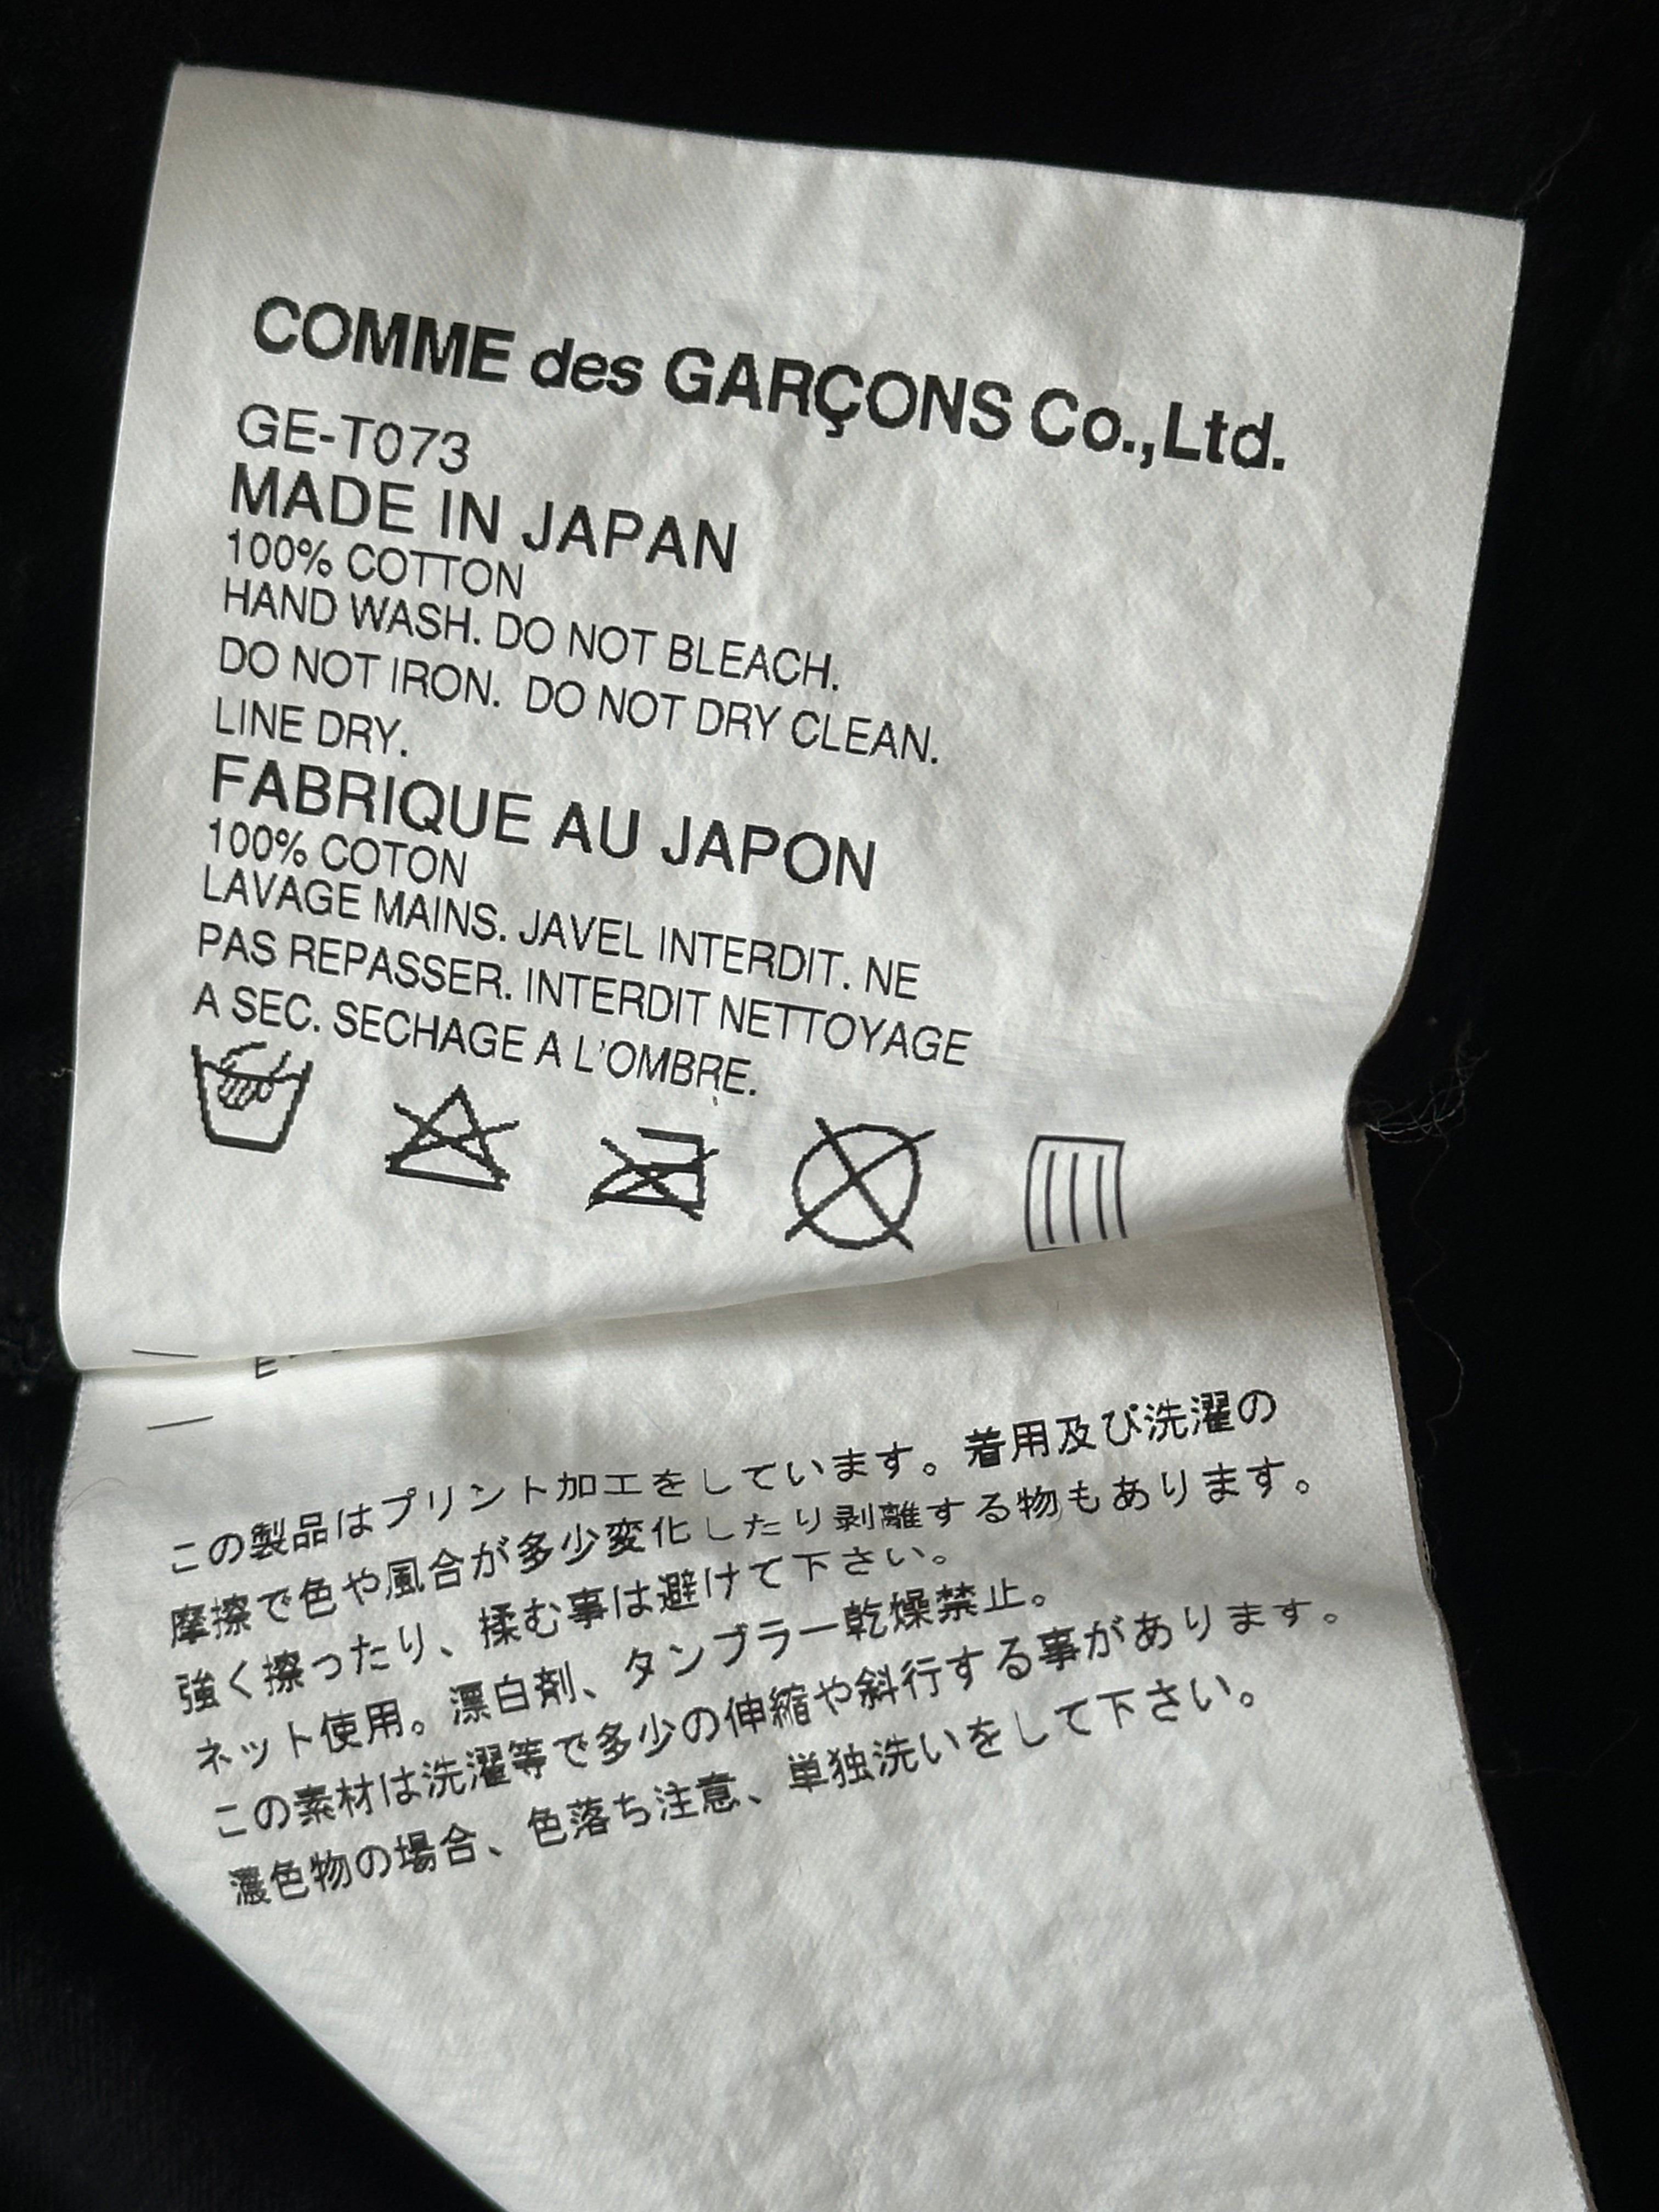 COMME des GARÇONS Co.,Ltd.
GE-T073
MADE IN JAPAN
100% COTTON
HAND WASH. DO NOT BLEACH.
DO NOT IRON. DO NOT DRY CLEAN.
LINE DRY.
FABRIQUE AU JAPON
100% COTON
LAVAGE MAINS. JAVEL INTERDIT. NE
PAS REPASSER. INTERDIT NETTOYAGE
A SEC. SECHAGE A L'OMBRE.
この製品はプリント加工をしています。着用及び洗濯の
摩擦で色や風合が多少変化したり剥離する物もあります。
強く擦ったり、揉む事は避けて下さい。
ネット使用。漂白剤、タンブラー乾燥禁止。
この素材は洗濯等で多少の伸縮や斜行する事があります。
濃色物の場合、色落ち注意、単独洗いをして下さい。